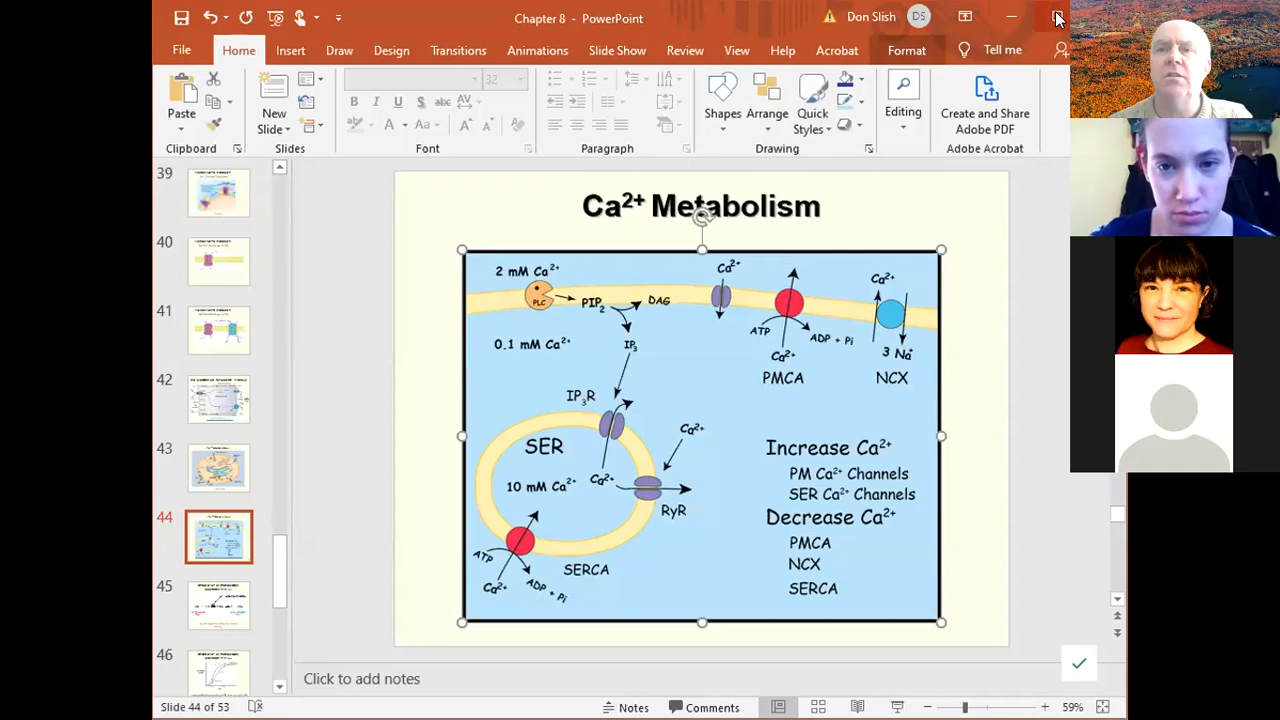 Chapter 8 - PowerPoint
Don Slish
DS
File Home Insert Draw Design Transitions Animations Slide Show Review View Help Acrobat Format Tell me
Paste
New
Slide
32
Shapes Arrange Quick
Styles
Editing
Create and Share
Adobe PDF
Clipboard Slides Font Paragraph Drawing Adobe Acrobat
39
40
41
42
43
44
45
46
Ca²⁺ Metabolism
2 mM Ca²⁺
PLC
PIP₂
DAG
Ca²⁺
Ca²⁺
0.1 mM Ca²⁺
IP₃
ATP
ADP + Pi
Ca²⁺
3 Na⁺
PMCA
NCX
IP₃R
Ca²⁺
SER
Ca²⁺
10 mM Ca²⁺
RyR
ATP
Ca²⁺
ADP + Pi
SERCA
Increase Ca²⁺
PM Ca²⁺ Channels
SER Ca²⁺ Channels
Decrease Ca²⁺
PMCA
NCX
SERCA
Click to add notes
Slide 44 of 53
Notes
Comments
59%